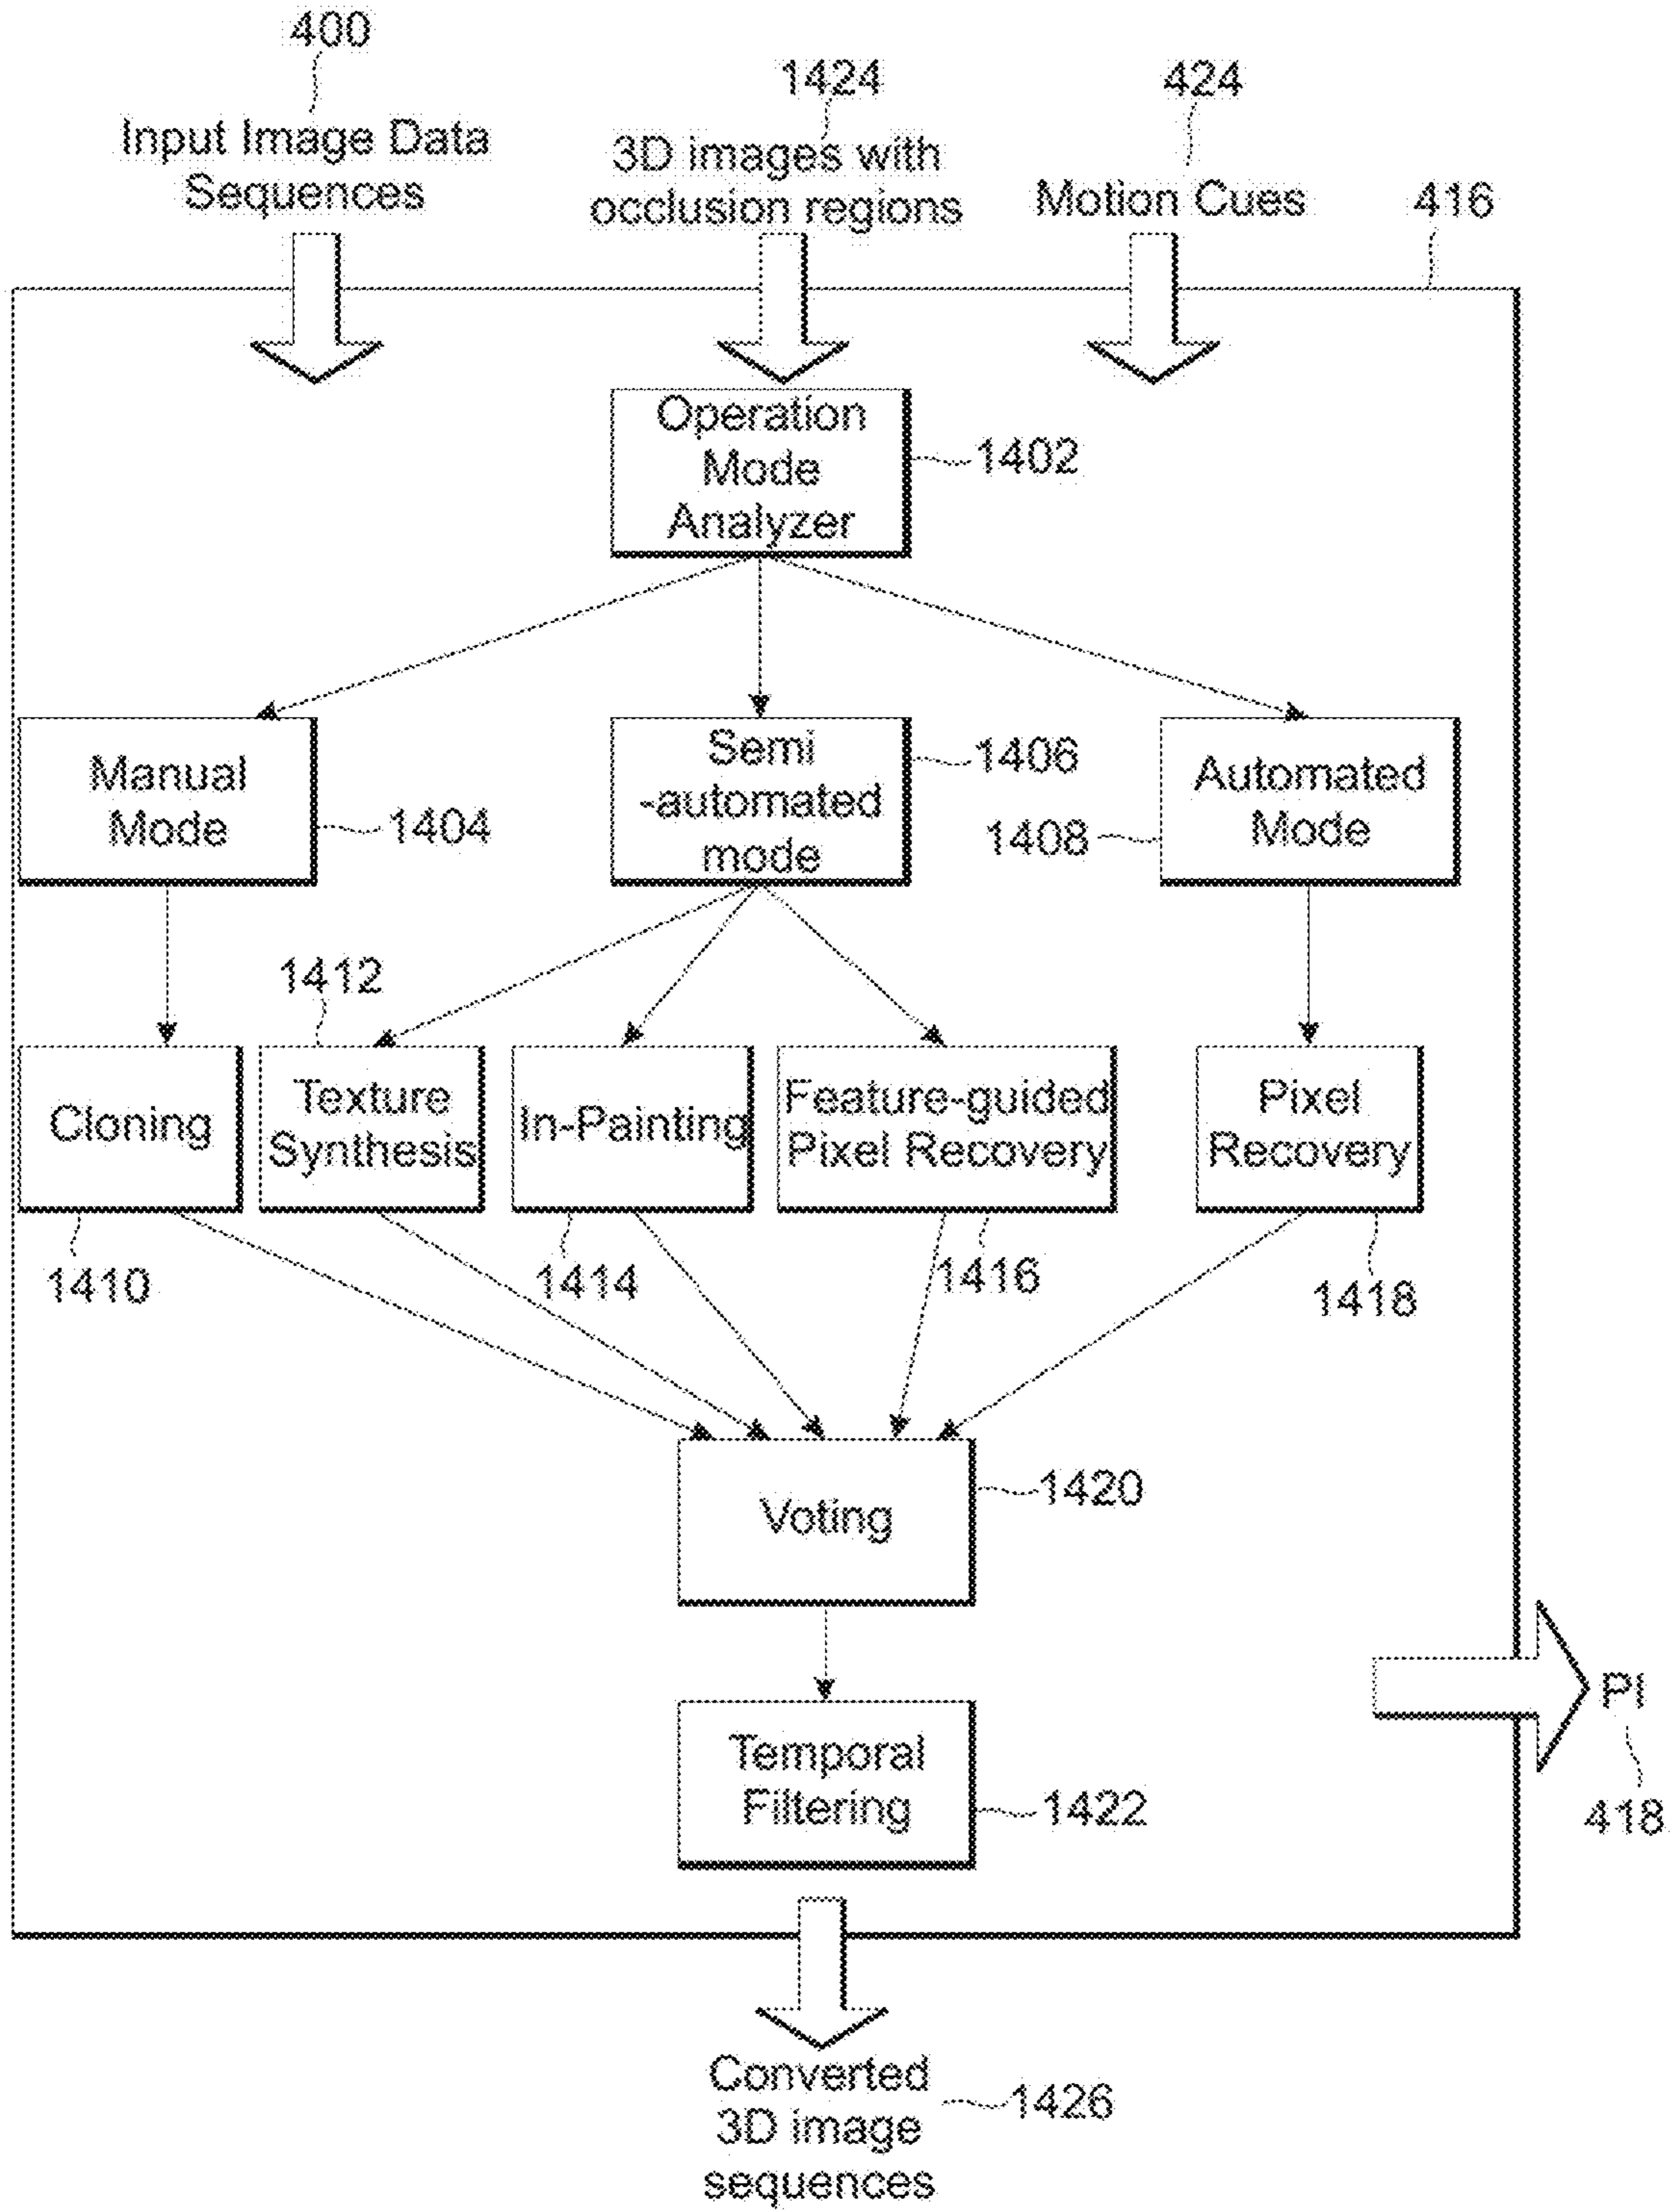 400
Input Image Data
Sequences
1424
3D images with
occlusion regions
424
Motion Cues
416
Operation
Mode
Analyzer
1402
Manual
Mode
1404
Semi
-automated
mode
1406
Automated
Mode
1408
Cloning
1410
1412
Texture
Synthesis
In-Painting
1414
Feature-guided
Pixel Recovery
1416
Pixel
Recovery
1418
Voting
1420
Temporal
Filtering
1422
PI
418
Converted
3D image
sequences
1426